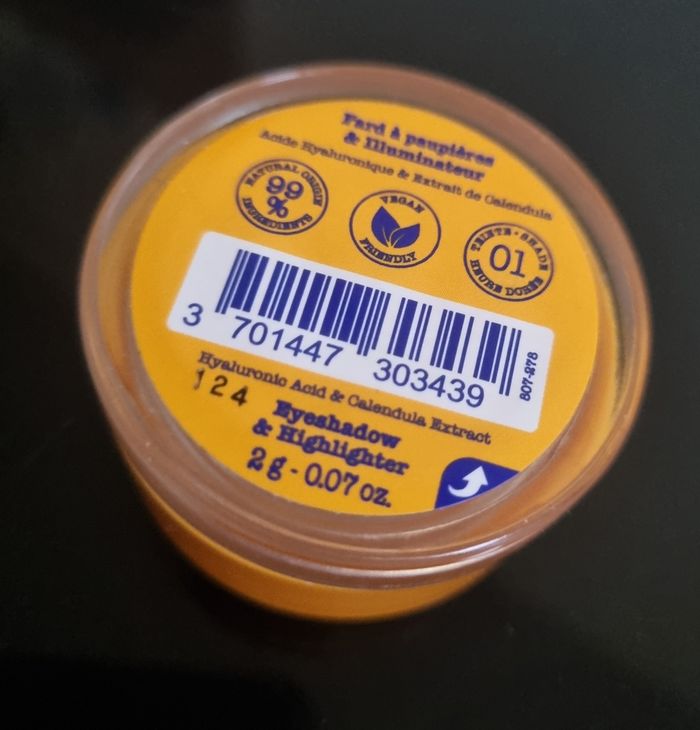 Fard à paupières
& Illuminateur
Acide Hyaluronique & Extrait de Calendula
NATURAL ORIGIN
99
%
INGREDIENTS
VEGAN
FRIENDLY
TEINTE • SHADE
01
HEURE DORÉE
3 701447 303439
807-278
Hyaluronic Acid & Calendula Extract
124
Eyeshadow
& Highlighter
2 g - 0.07 oz.